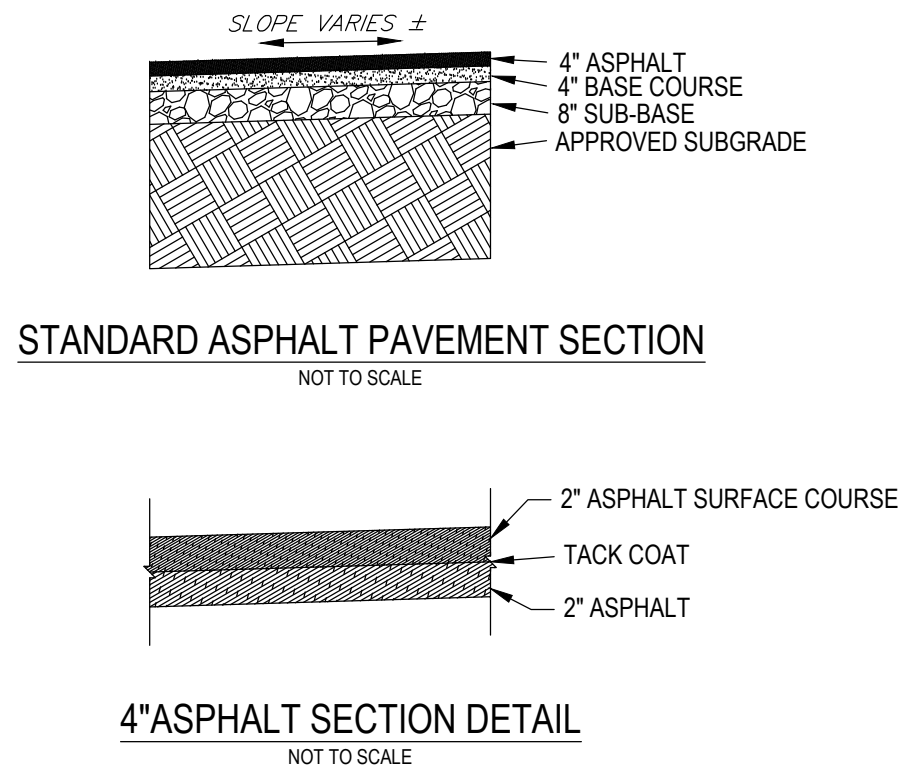 SLOPE VARIES ±
4" ASPHALT
4" BASE COURSE
8" SUB-BASE
APPROVED SUBGRADE
STANDARD ASPHALT PAVEMENT SECTION
NOT TO SCALE
2" ASPHALT SURFACE COURSE
TACK COAT
2" ASPHALT
4"ASPHALT SECTION DETAIL
NOT TO SCALE